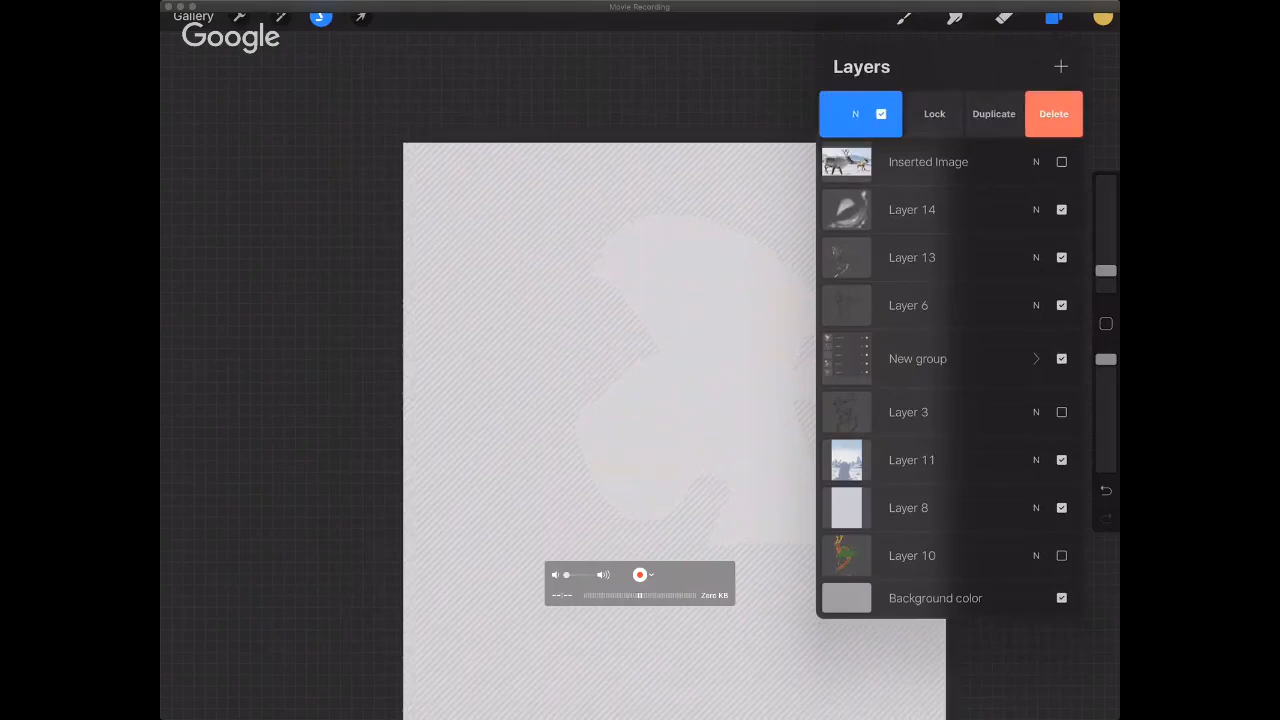 Movie Recording
Gallery
Google
Layers
N Lock Duplicate Delete
Inserted Image N
Layer 14 N
Layer 13 N
Layer 6 N
New group
Layer 3 N
Layer 11 N
Layer 8 N
Layer 10 N
Background color
--:-- Zero KB